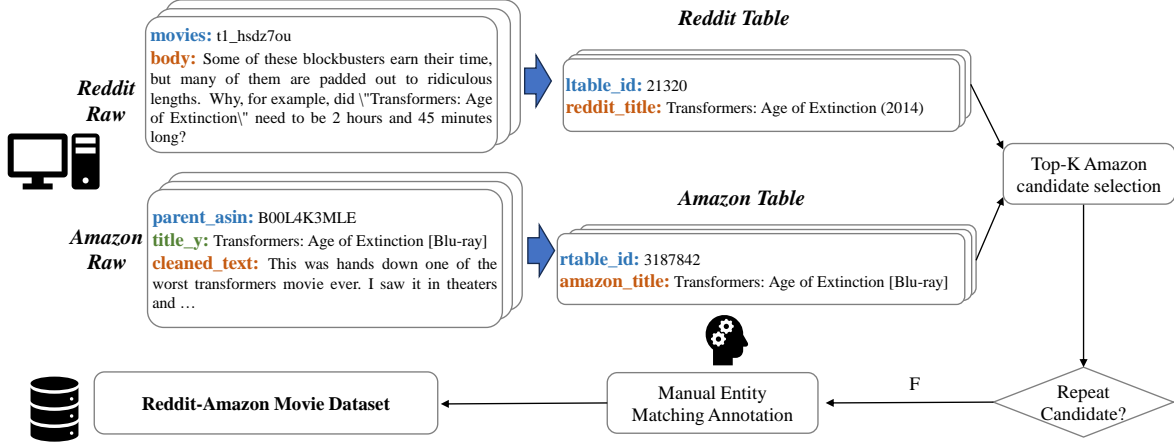 Reddit Raw
movies: t1_hsdz7ou
body: Some of these blockbusters earn their time,
but many of them are padded out to ridiculous
lengths. Why, for example, did \"Transformers: Age
of Extinction\" need to be 2 hours and 45 minutes
long?
Reddit Table
ltable_id: 21320
reddit_title: Transformers: Age of Extinction (2014)
Amazon Raw
parent_asin: B00L4K3MLE
title_y: Transformers: Age of Extinction [Blu-ray]
cleaned_text: This was hands down one of the
worst transformers movie ever. I saw it in theaters
and …
Amazon Table
rtable_id: 3187842
amazon_title: Transformers: Age of Extinction [Blu-ray]
Top-K Amazon
candidate selection
Repeat
Candidate?
F
Manual Entity
Matching Annotation
Reddit-Amazon Movie Dataset